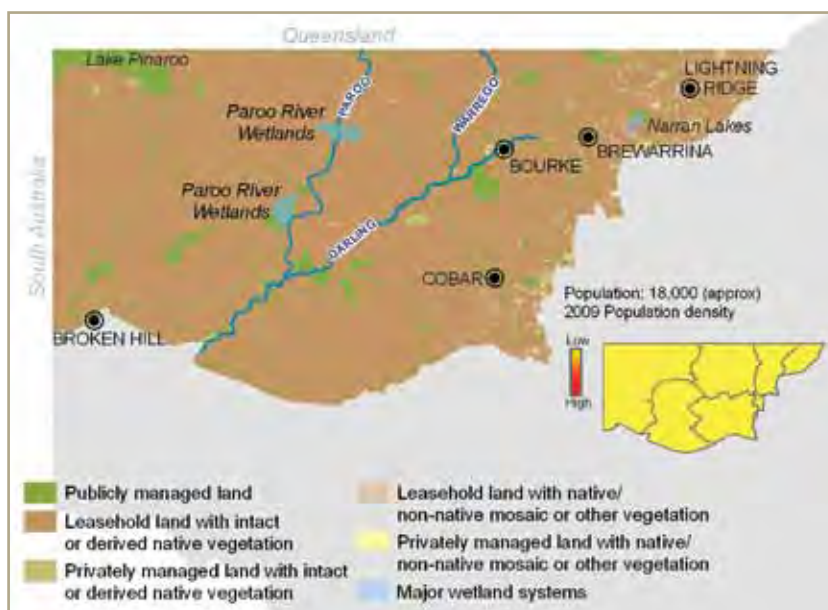 Queensland
Lake Pinaroo
LIGHTNING
RIDGE
PAROO
WARREGO
Paroo River
Wetlands
Narran Lakes
BREWARRINA
BOURKE
Paroo River
Wetlands
South Australia
DARLING
COBAR
Population: 18,000 (approx)
2009 Population density
BROKEN HILL
Low
High
Publicly managed land
Leasehold land with intact
or derived native vegetation
Privately managed land with intact
or derived native vegetation
Leasehold land with native/
non-native mosaic or other vegetation
Privately managed land with native/
non-native mosaic or other vegetation
Major wetland systems